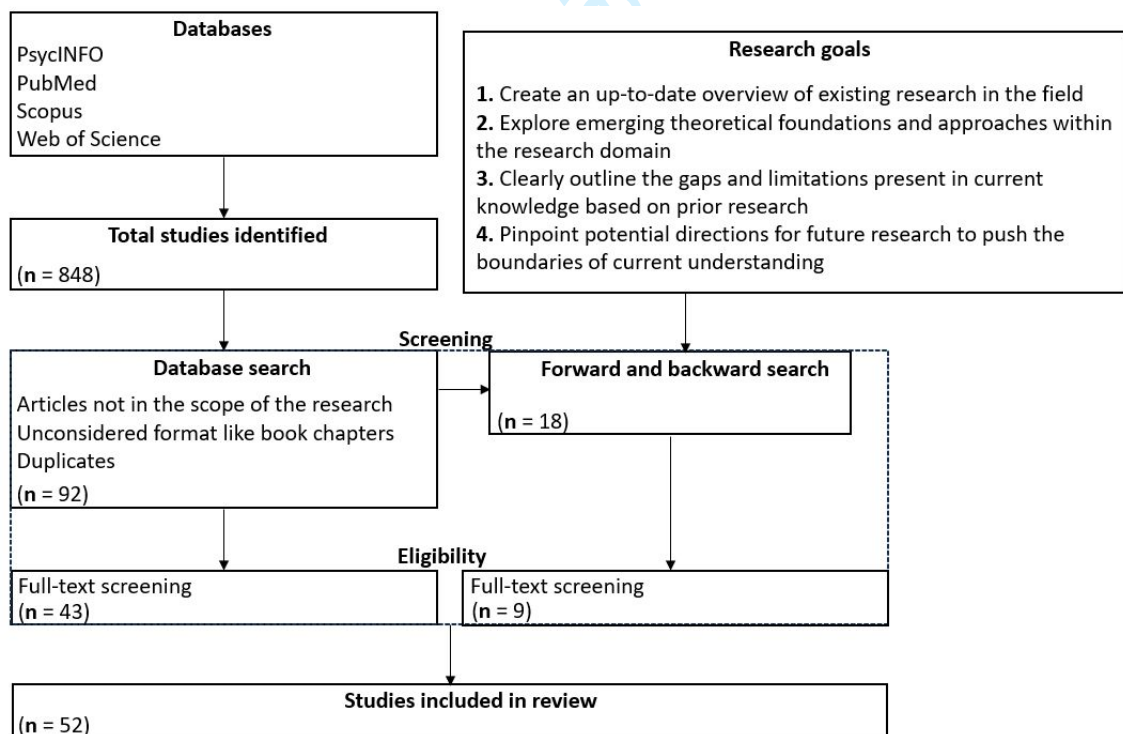 Databases
PsycINFO
PubMed
Scopus
Web of Science
Research goals
1. Create an up-to-date overview of existing research in the field
2. Explore emerging theoretical foundations and approaches within
the research domain
3. Clearly outline the gaps and limitations present in current
knowledge based on prior research
4. Pinpoint potential directions for future research to push the
boundaries of current understanding
Total studies identified
(n = 848)
Screening
Database search
Articles not in the scope of the research
Unconsidered format like book chapters
Duplicates
(n = 92)
Forward and backward search
(n = 18)
Eligibility
Full-text screening
(n = 43)
Full-text screening
(n = 9)
Studies included in review
(n = 52)